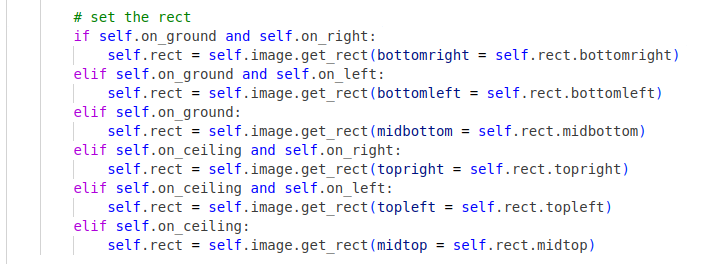 # set the rect
if self.on_ground and self.on_right:
self.rect = self.image.get_rect(bottomright = self.rect.bottomright)
elif self.on_ground and self.on_left:
self.rect = self.image.get_rect(bottomleft = self.rect.bottomleft)
elif self.on_ground:
self.rect = self.image.get_rect(midbottom = self.rect.midbottom)
elif self.on_ceiling and self.on_right:
self.rect = self.image.get_rect(topright = self.rect.topright)
elif self.on_ceiling and self.on_left:
self.rect = self.image.get_rect(topleft = self.rect.topleft)
elif self.on_ceiling:
self.rect = self.image.get_rect(midtop = self.rect.midtop)